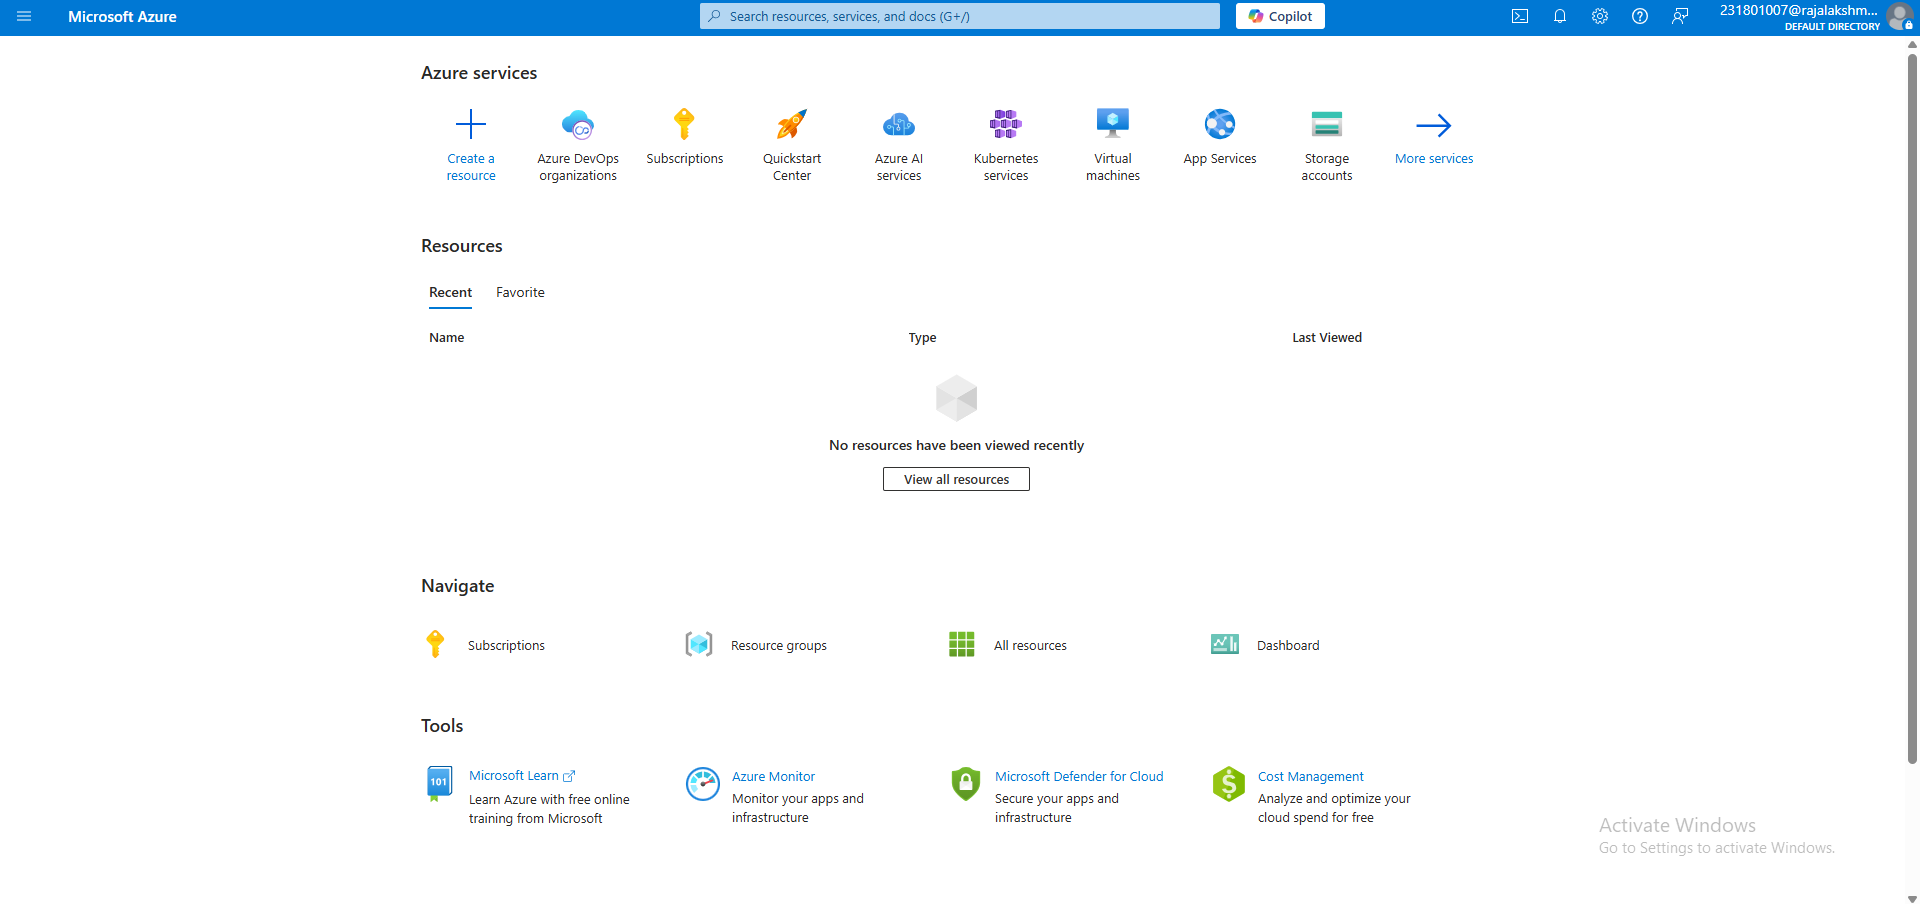 Microsoft Azure
Search resources, services, and docs (G+/)
Copilot
231801007@rajalakshm...
DEFAULT DIRECTORY
Azure services
Create a
resource
Azure DevOps
organizations
Subscriptions
Quickstart
Center
Azure AI
services
Kubernetes
services
Virtual
machines
App Services
Storage
accounts
More services
Resources
Recent
Favorite
Name
Type
Last Viewed
No resources have been viewed recently
View all resources
Navigate
Subscriptions
Resource groups
All resources
Dashboard
Tools
101
Microsoft Learn
Learn Azure with free online
training from Microsoft
Azure Monitor
Monitor your apps and
infrastructure
Microsoft Defender for Cloud
Secure your apps and
infrastructure
$
Cost Management
Analyze and optimize your
cloud spend for free
Activate Windows
Go to Settings to activate Windows.